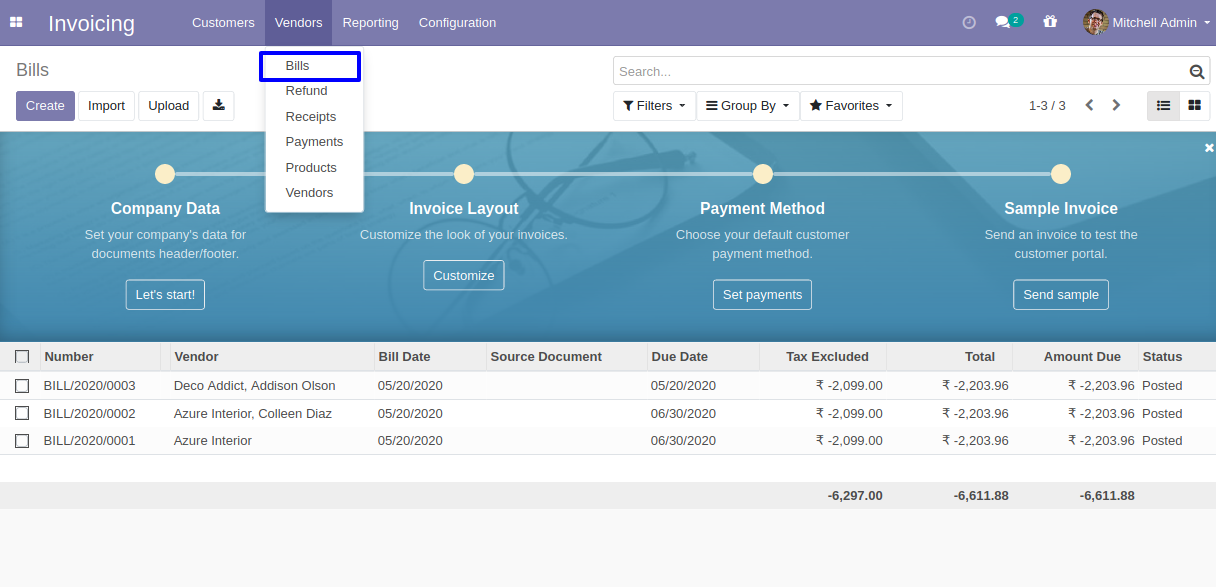 Invoicing Customers Vendors Reporting Configuration 2 Mitchell Admin
Bills
Search...
Create Import Upload Filters Group By Favorites 1-3 / 3
Bills
Refund
Receipts
Payments
Products
Vendors
Company Data
Set your company's data for
documents header/footer.
Let's start!
Invoice Layout
Customize the look of your invoices.
Customize
Payment Method
Choose your default customer
payment method.
Set payments
Sample Invoice
Send an invoice to test the
customer portal.
Send sample
Number Vendor Bill Date Source Document Due Date Tax Excluded Total Amount Due Status
BILL/2020/0003 Deco Addict, Addison Olson 05/20/2020 05/20/2020 ₹ -2,099.00 ₹ -2,203.96 ₹ -2,203.96 Posted
BILL/2020/0002 Azure Interior, Colleen Diaz 05/20/2020 06/30/2020 ₹ -2,099.00 ₹ -2,203.96 ₹ -2,203.96 Posted
BILL/2020/0001 Azure Interior 05/20/2020 06/30/2020 ₹ -2,099.00 ₹ -2,203.96 ₹ -2,203.96 Posted
-6,297.00 -6,611.88 -6,611.88